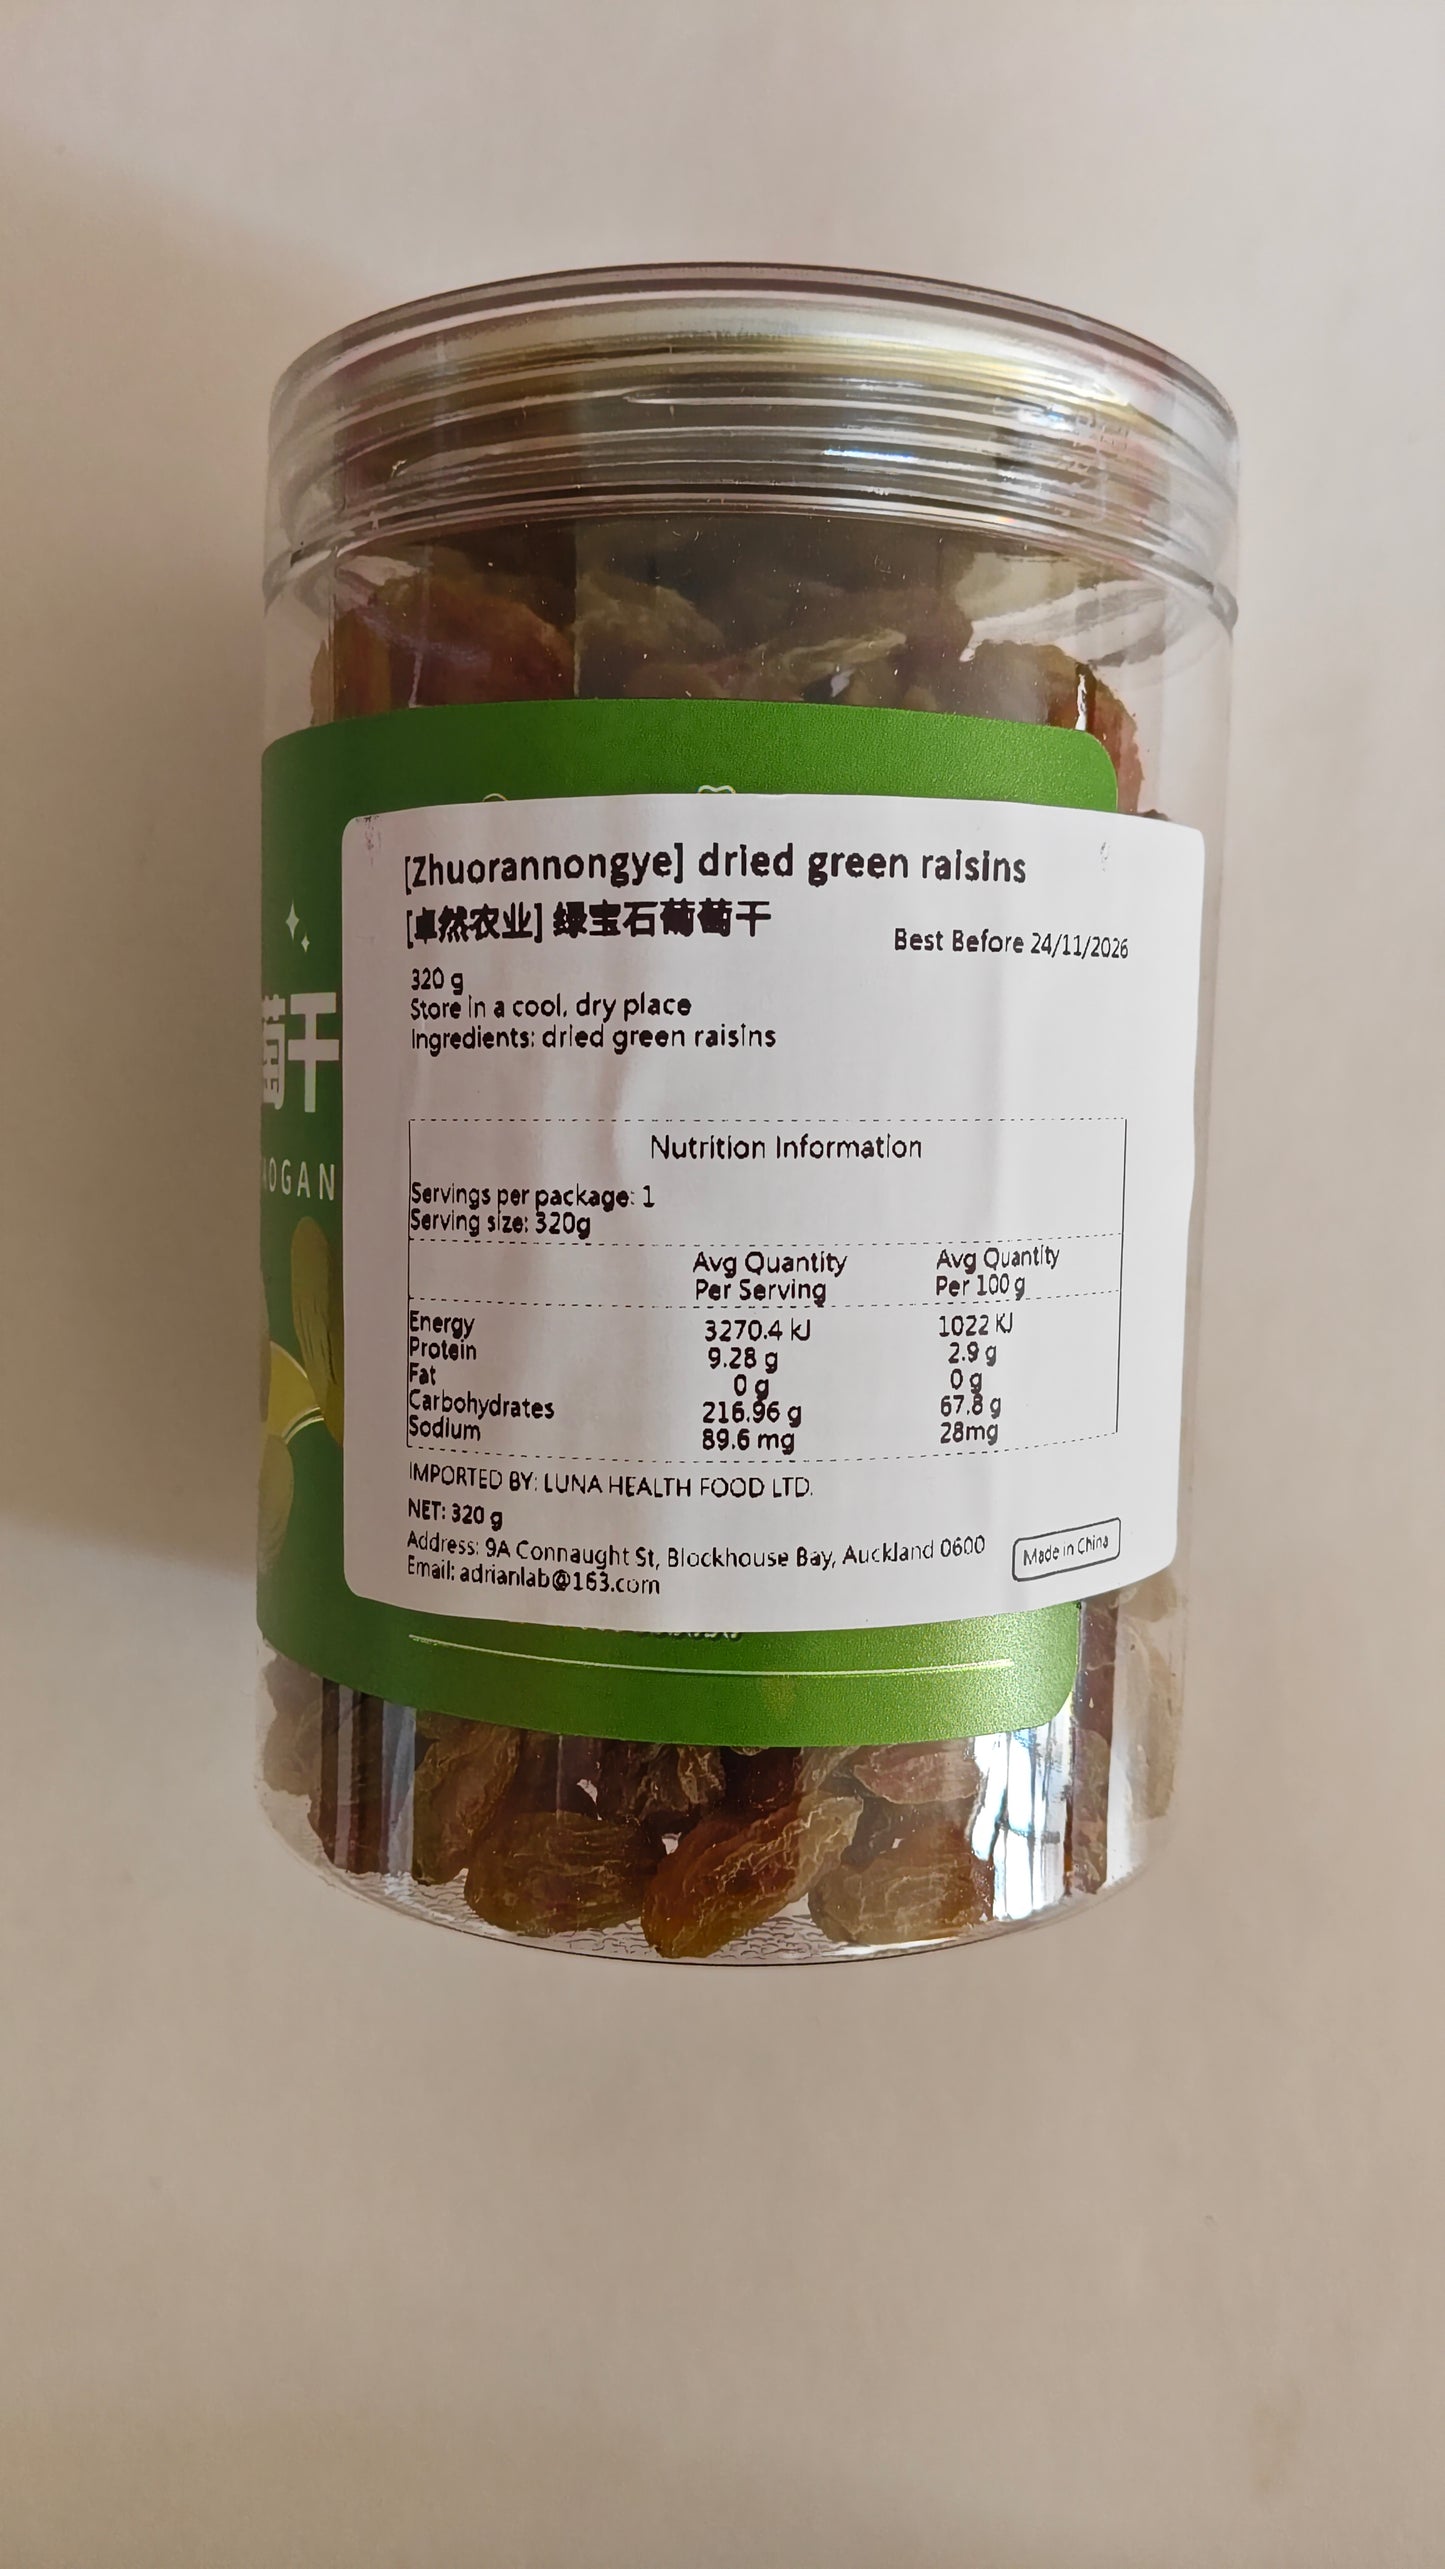 [Zhuorannongye] dried green raisins
[卓然农业] 绿宝石葡萄干
Best Before 24/11/2026
320 g
Store in a cool, dry place
Ingredients: dried green raisins
萄干
OGAN
Nutrition Information
Servings per package: 1
Serving size: 320g
Avg Quantity Per Serving Avg Quantity Per 100 g
Energy 3270.4 kJ 1022 KJ
Protein 9.28 g 2.9 g
Fat 0 g 0 g
Carbohydrates 216.96 g 67.8 g
Sodium 89.6 mg 28mg
IMPORTED BY: LUNA HEALTH FOOD LTD.
NET: 320 g
Address: 9A Connaught St, Blockhouse Bay, Auckland 0600
Email: adrianlab@163.com
Made in China